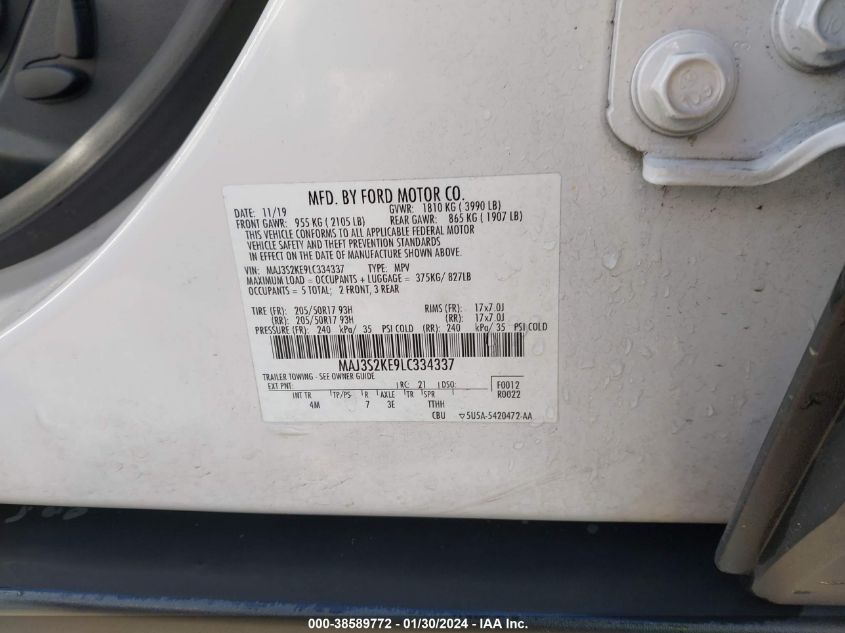 MFD. BY FORD MOTOR CO.
DATE: 11/19 GVWR: 1810 KG ( 3990 LB)
FRONT GAWR: 955 KG ( 2105 LB) REAR GAWR: 865 KG ( 1907 LB)
THIS VEHICLE CONFORMS TO ALL APPLICABLE FEDERAL MOTOR
VEHICLE SAFETY AND THEFT PREVENTION STANDARDS
IN EFFECT ON THE DATE OF MANUFACTURE SHOWN ABOVE.
VIN: MAJ3S2KE9LC334337 TYPE: MPV
MAXIMUM LOAD = OCCUPANTS + LUGGAGE = 375KG/ 827LB
OCCUPANTS = 5 TOTAL; 2 FRONT, 3 REAR
TIRE (FR): 205/50R17 93H RIMS (FR): 17x7.0J
(RR): 205/50R17 93H (RR): 17x7.0J
PRESSURE (FR): 240 kPa/ 35 PSI COLD (RR): 240 kPa/ 35 PSI COLD
MAJ3S2KE9LC334337
TRAILER TOWING - SEE OWNER GUIDE
EXT PNT: RC: 21 DSO: F0012
INT TR TP/PS R AXLE TR SPR R0022
4M 7 3E TTHH
CBU 5U5A-5420472-AA
000-38589772 - 01/30/2024 - IAA Inc.